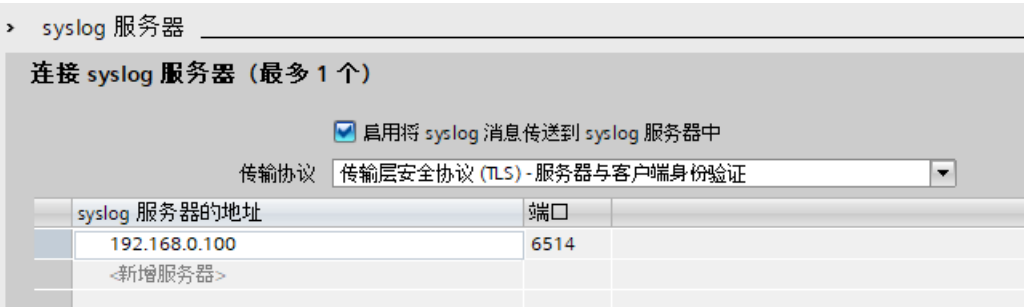 syslog 服务器
连接 syslog 服务器（最多 1 个）
启用将 syslog 消息传送到 syslog 服务器中
传输协议 传输层安全协议 (TLS) - 服务器与客户端身份验证
syslog 服务器的地址 端口
192.168.0.100 6514
<新增服务器>